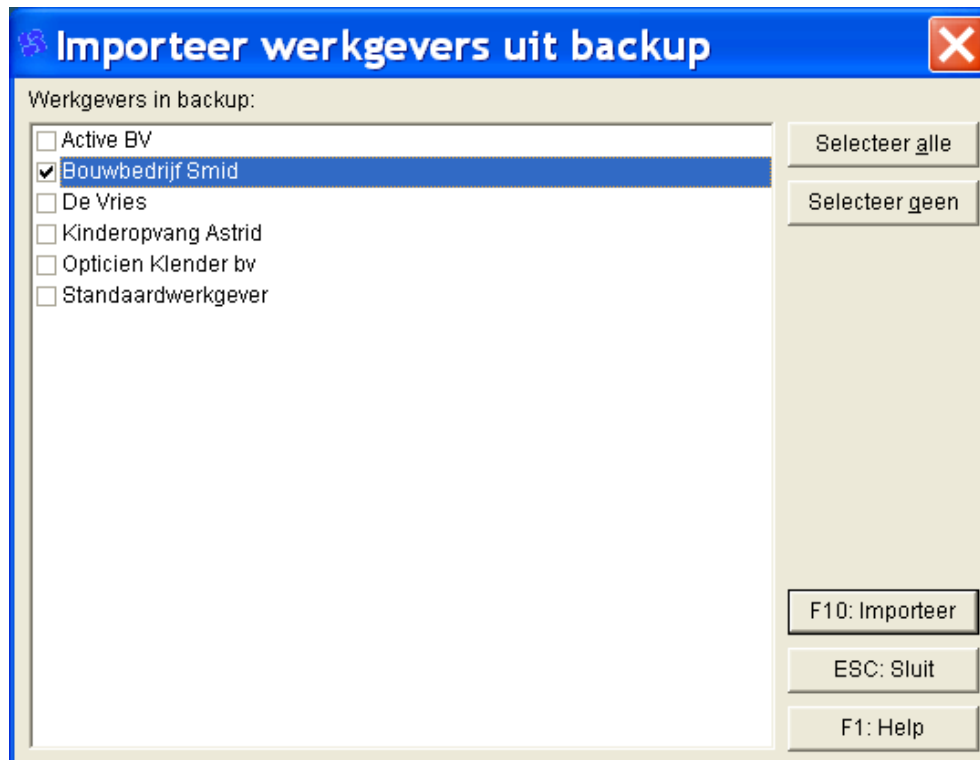 Importeer werkgevers uit backup
Werkgevers in backup:
Active BV
Bouwbedrijf Smid
De Vries
Kinderopvang Astrid
Opticien Klender bv
Standaardwerkgever
Selecteer alle
Selecteer geen
F10: Importeer
ESC: Sluit
F1: Help